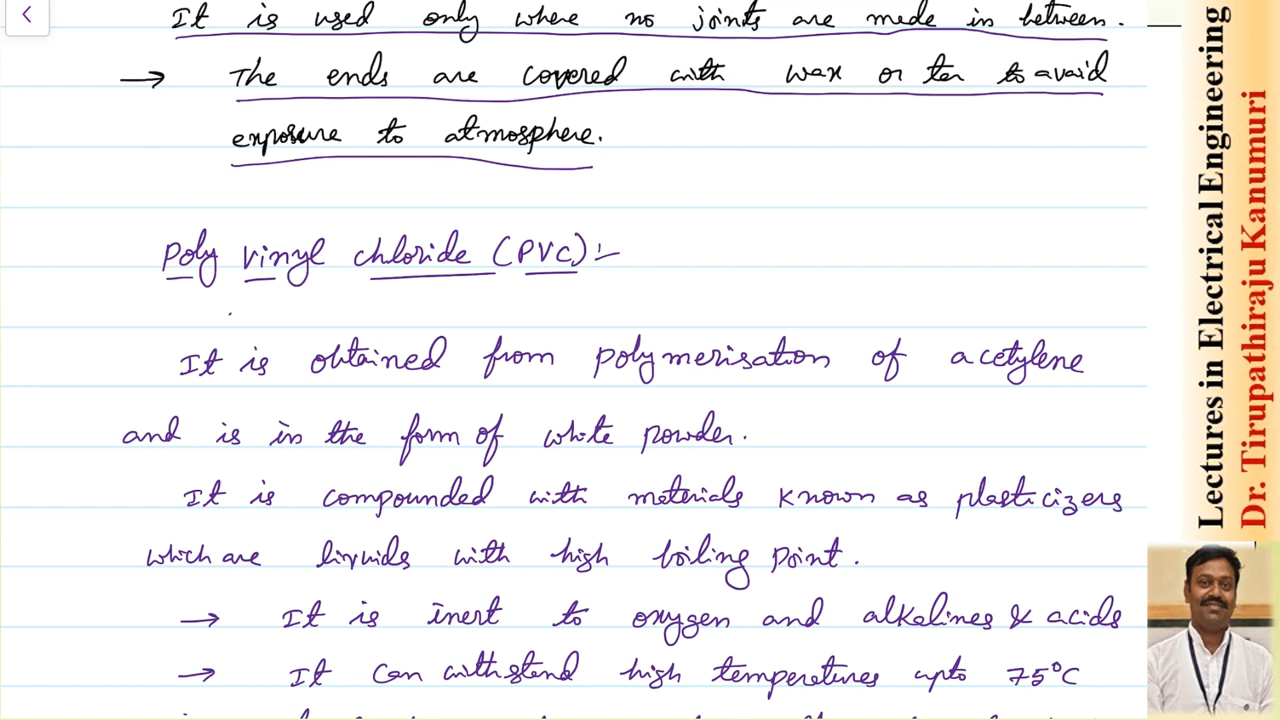 It is used only where no joints are made in between.
→ The ends are covered with wax or tar to avaid
exposure to atmosphere.
Poly vinyl chloride (PVC):-
It is obtained from polymerisation of acetylene
and is in the form of white powder.
It is compounded with materials known as plasticizers
which are liquids with high boiling point.
→ It is inert to oxygen and alkalines & acids
→ It can withstand high temperatures upto 75°C
Lectures in Electrical Engineering
Dr. Tirupathiraju Kanumuri